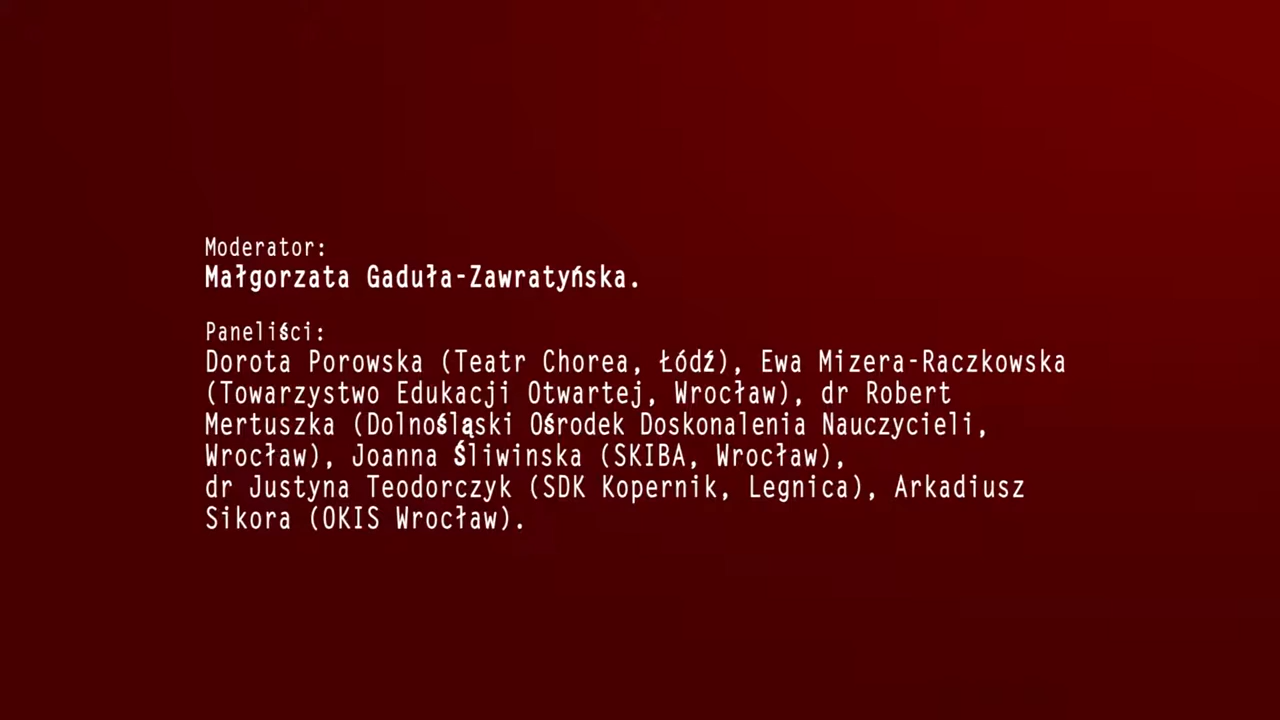 Moderator:
Małgorzata Gaduła-Zawratyńska.
Paneliści:
Dorota Porowska (Teatr Chorea, Łódź), Ewa Mizera-Raczkowska
(Towarzystwo Edukacji Otwartej, Wrocław), dr Robert
Mertuszka (Dolnośląski Ośrodek Doskonalenia Nauczycieli,
Wrocław), Joanna Śliwinska (SKIBA, Wrocław),
dr Justyna Teodorczyk (SDK Kopernik, Legnica), Arkadiusz
Sikora (OKIS Wrocław).